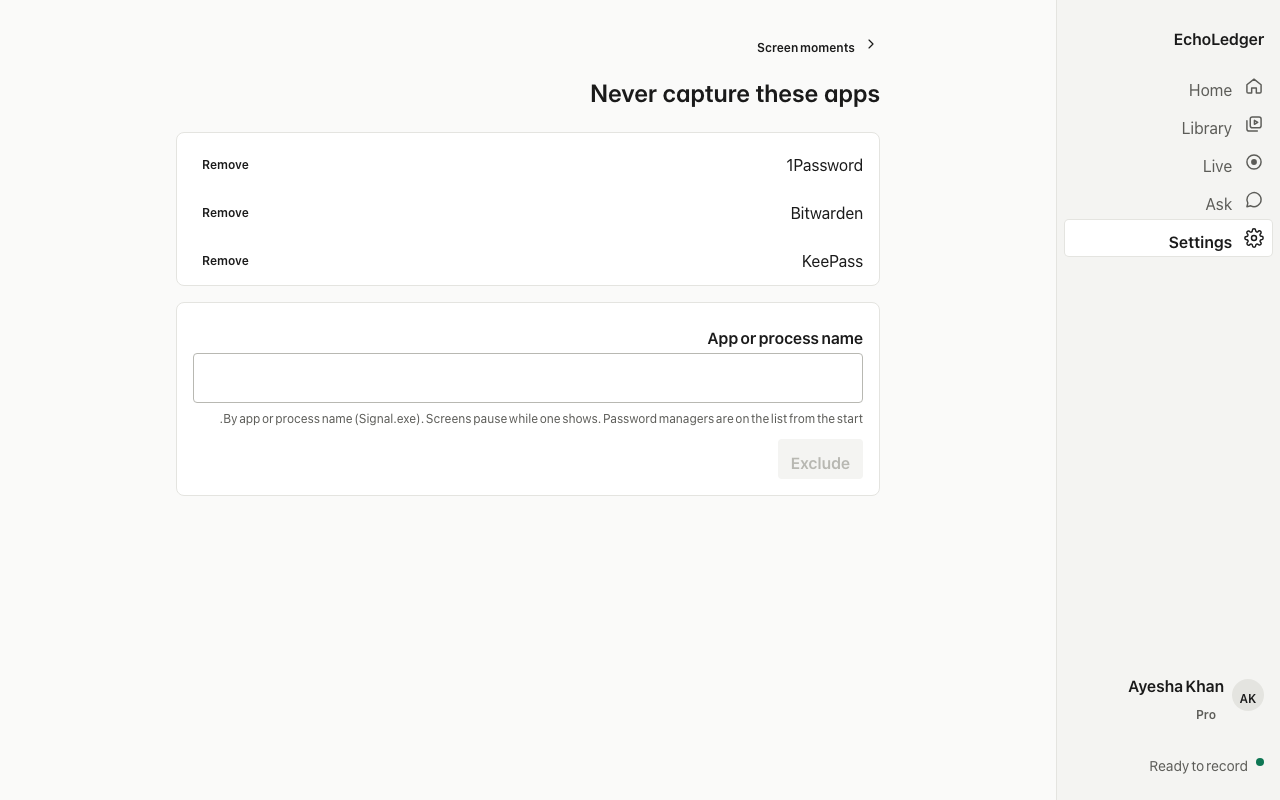 EchoLedger
Home
Library
Live
Ask
Settings
Ayesha Khan
AK
Pro
Ready to record
Screen moments
Never capture these apps
1Password
Remove
Bitwarden
Remove
KeePass
Remove
App or process name
.By app or process name (Signal.exe). Screens pause while one shows. Password managers are on the list from the start
Exclude